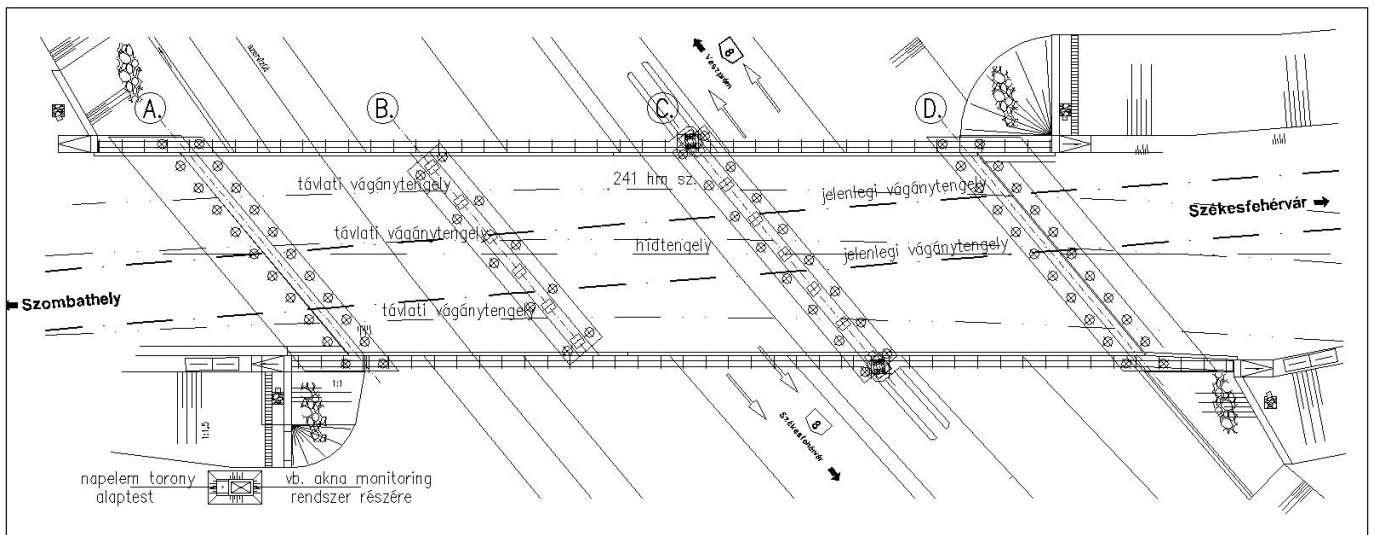 A.
B.
C.
D.
szervizút
Veszprém
8
távlati vágánytengely
241 hm sz.
jelenlegi vágánytengely
Székesfehérvár
távlati vágánytengely
hídtengely
jelenlegi vágánytengely
Szombathely
távlati vágánytengely
1:1
1:1,5
Székesfehérvár
8
napelem torony
alaptest
vb. akna monitoring
rendszer részére